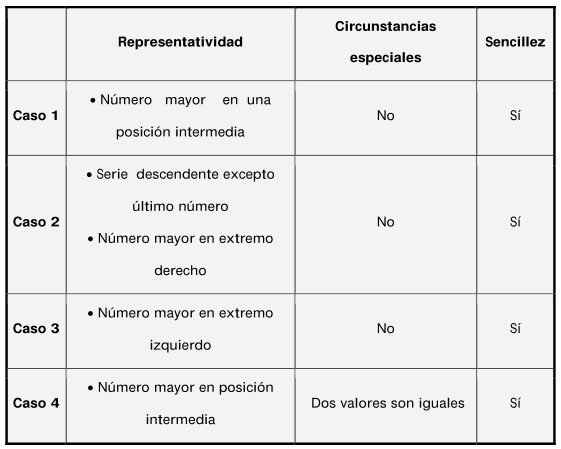 Representatividad Circunstancias especiales Sencillez
Caso 1 • Número mayor en una posición intermedia No Sí
Caso 2 • Serie descendente excepto último número • Número mayor en extremo derecho No Sí
Caso 3 • Número mayor en extremo izquierdo No Sí
Caso 4 • Número mayor en posición intermedia Dos valores son iguales Sí